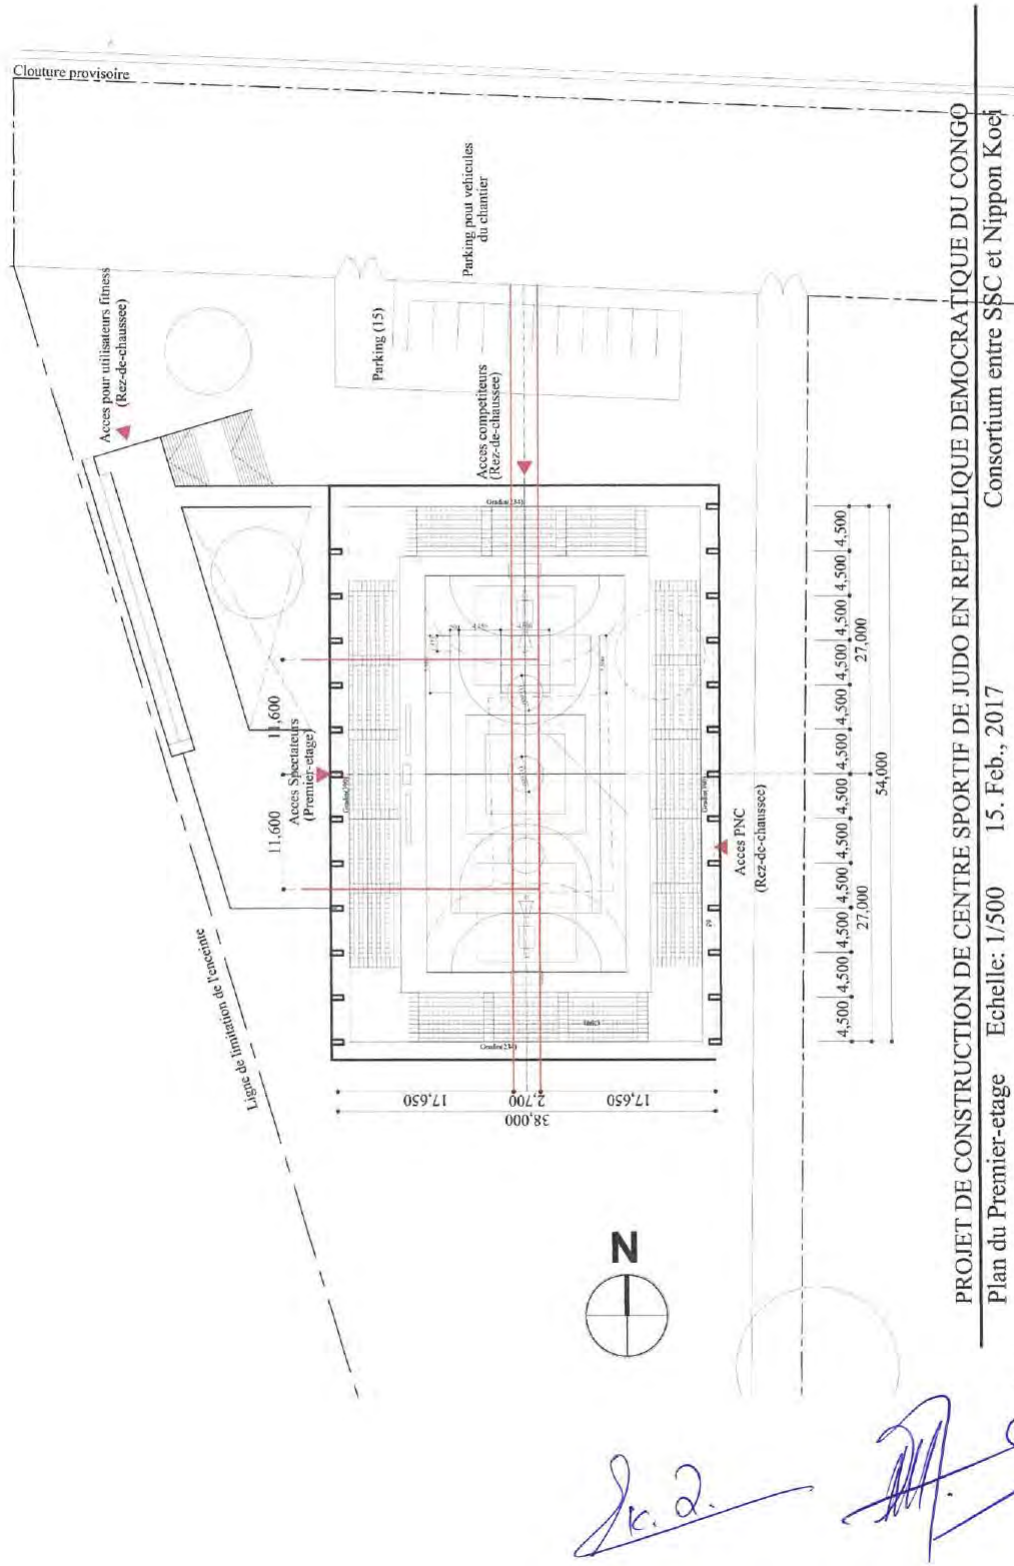 Clouture provisoire
Acces pour utilisateurs fitness
(Rez-de-chaussee)
Parking pout vehicules
du chantier
Parking (15)
Acces competiteurs
(Rez-de-chaussee)
11,600
11,600
Acces Spectateurs
(Premier-etage)
Ligne de limitation de l'enceinte
Acces PNC
(Rez-de-chaussee)
17,650
2,700
17,650
38,000
4,500 4,500 4,500 4,500 4,500 4,500 4,500 4,500 4,500 4,500 4,500 4,500
27,000
27,000
54,000
N
PROJET DE CONSTRUCTION DE CENTRE SPORTIF DE JUDO EN REPUBLIQUE DEMOCRATIQUE DU CONGO
Plan du Premier-etage Echelle: 1/500 15. Feb., 2017 Consortium entre SSC et Nippon Koei